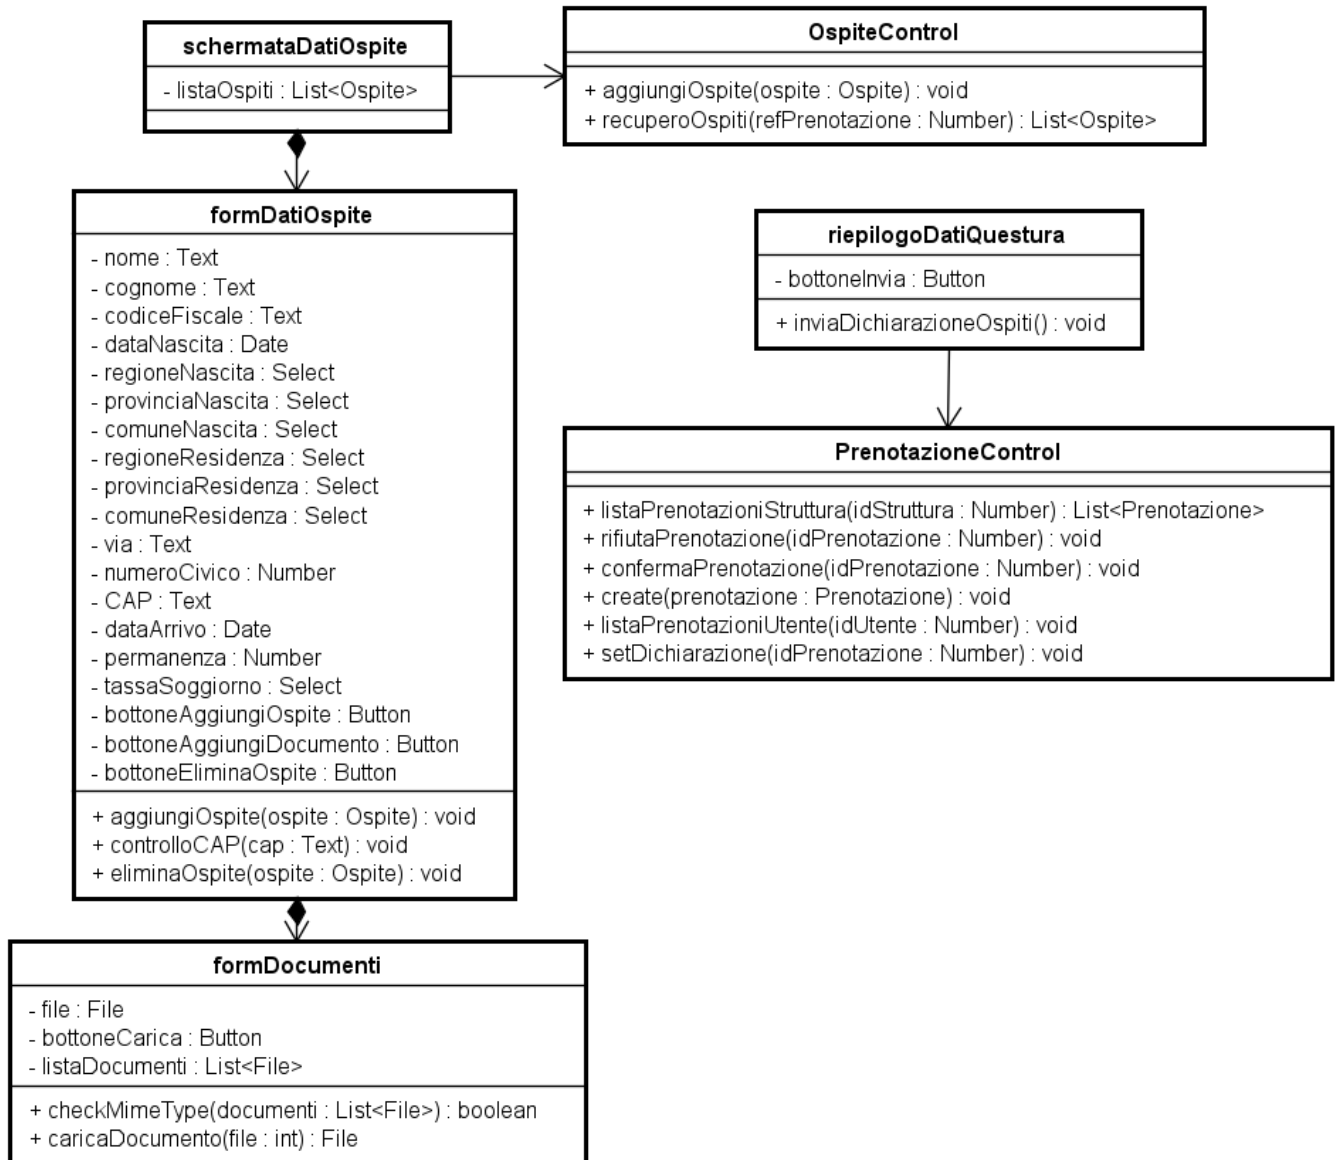 schermataDatiOspite
- listaOspiti : List<Ospite>
OspiteControl
+ aggiungiOspite(ospite : Ospite) : void
+ recuperoOspiti(refPrenotazione : Number) : List<Ospite>
formDatiOspite
- nome : Text
- cognome : Text
- codiceFiscale : Text
- dataNascita : Date
- regioneNascita : Select
- provinciaNascita : Select
- comuneNascita : Select
- regioneResidenza : Select
- provinciaResidenza : Select
- comuneResidenza : Select
- via : Text
- numeroCivico : Number
- CAP : Text
- dataArrivo : Date
- permanenza : Number
- tassaSoggiorno : Select
- bottoneAggiungiOspite : Button
- bottoneAggiungiDocumento : Button
- bottoneEliminaOspite : Button
+ aggiungiOspite(ospite : Ospite) : void
+ controlloCAP(cap : Text) : void
+ eliminaOspite(ospite : Ospite) : void
riepilogoDatiQuestura
- bottoneInvia : Button
+ inviaDichiarazioneOspiti() : void
PrenotazioneControl
+ listaPrenotazioniStruttura(idStruttura : Number) : List<Prenotazione>
+ rifiutaPrenotazione(idPrenotazione : Number) : void
+ confermaPrenotazione(idPrenotazione : Number) : void
+ create(prenotazione : Prenotazione) : void
+ listaPrenotazioniUtente(idUtente : Number) : void
+ setDichiarazione(idPrenotazione : Number) : void
formDocumenti
- file : File
- bottoneCarica : Button
- listaDocumenti : List<File>
+ checkMimeType(documenti : List<File>) : boolean
+ caricaDocumento(file : int) : File